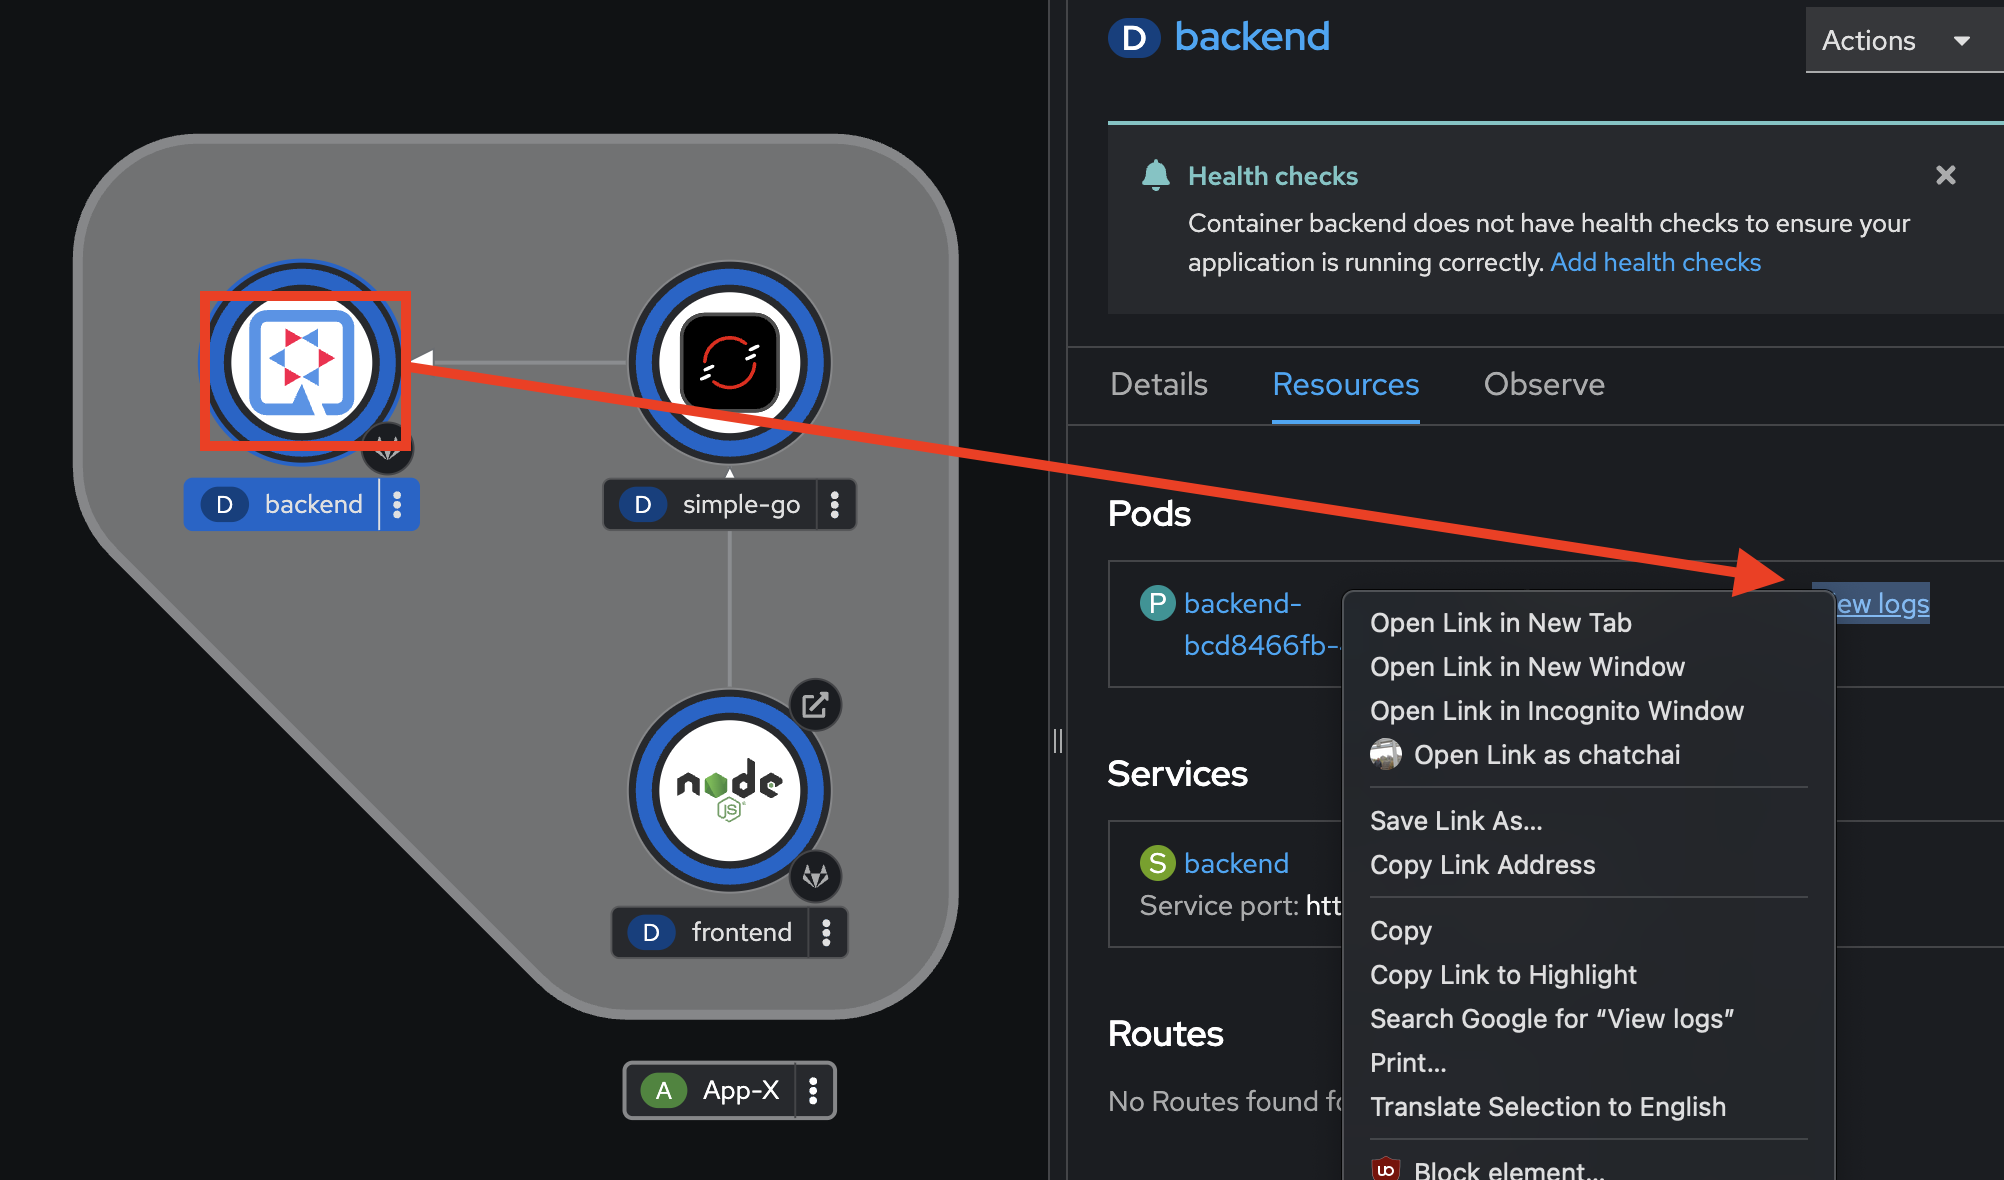 D backend
Actions
Health checks
Container backend does not have health checks to ensure your
application is running correctly. Add health checks
Details Resources Observe
D backend
D simple-go
node
JS
D frontend
A App-X
Pods
P backend-
bcd8466fb-
ew logs
Services
S backend
Service port: htt
Routes
No Routes found fo
Open Link in New Tab
Open Link in New Window
Open Link in Incognito Window
Open Link as chatchai
Save Link As...
Copy Link Address
Copy
Copy Link to Highlight
Search Google for “View logs”
Print...
Translate Selection to English
UO Block element...